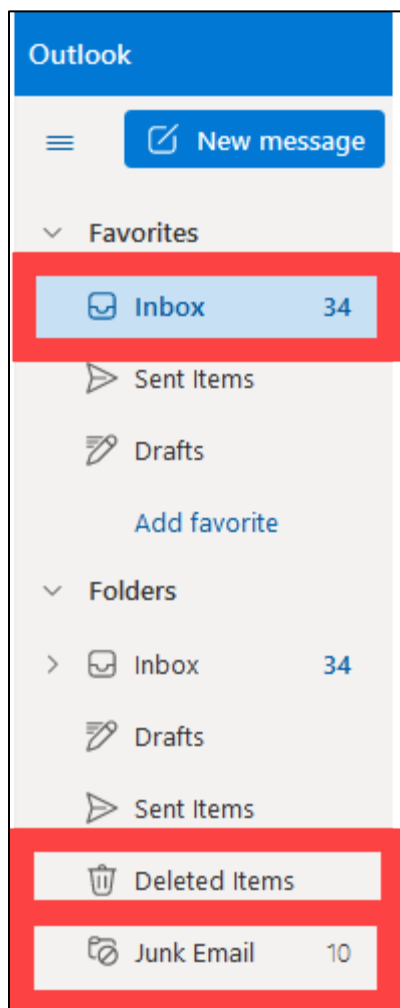 Outlook
New message
Favorites
Inbox 34
Sent Items
Drafts
Add favorite
Folders
Inbox 34
Drafts
Sent Items
Deleted Items
Junk Email 10